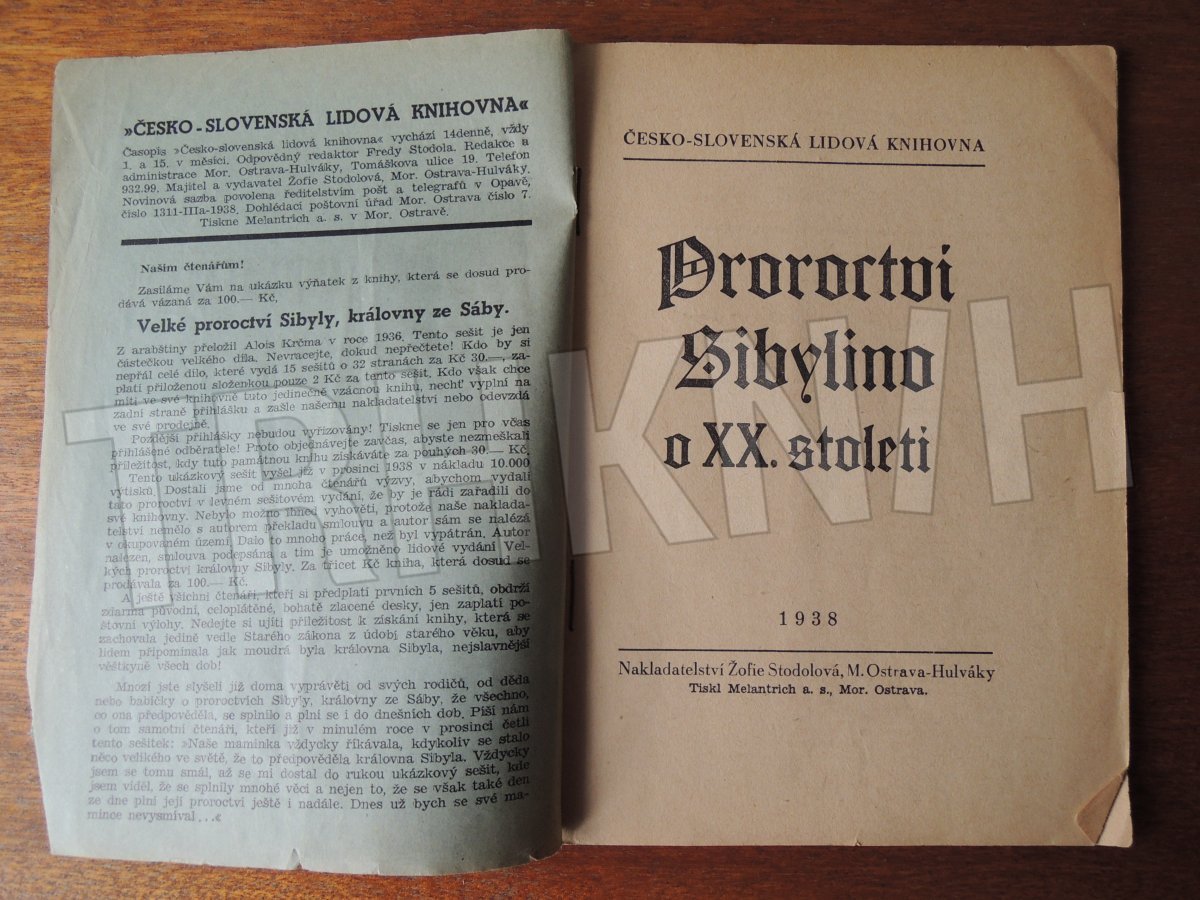 »ČESKO-SLOVENSKÁ LIDOVÁ KNIHOVNA«
Časopis »Česko-slovenská lidová knihovna« vychází 14denně, vždy
1. a 15. v měsíci. Odpovědný redaktor Fredy Stodola. Redakce a
administrace Mor. Ostrava-Hulváky, Tomáškova ulice 19. Telefon
932.99. Majitel a vydavatel Žofie Stodolová, Mor. Ostrava-Hulváky.
Novinová sazba povolena ředitelstvím pošt a telegrafů v Opavě,
číslo 1311-IIIa-1938. Dohlédací poštovní úřad Mor. Ostrava číslo 7.
Tiskne Melantrich a. s. v Mor. Ostravě.
Našim čtenářům!
Zasíláme Vám na ukázku výňatek z knihy, která se dosud pro-
dává vázaná za 100.— Kč,
Velké proroctví Sibyly, královny ze Sáby.
Z arabštiny přeložil Alois Krčma v roce 1936. Tento sešit je jen
částečkou velkého díla. Nevracejte, dokud nepřečtete! Kdo by si
nepřál celé dílo, které vydá 15 sešitů o 32 stranách za Kč 30.—, za-
platí přiloženou složenkou pouze 2 Kč za tento sešit. Kdo však chce
míti ve své knihovně tuto jedinečně vzácnou knihu, nechť vyplní na
zadní straně přihlášku a zašle našemu nakladatelství nebo odevzdá
ve své prodejně.
Pozdější přihlášky nebudou vyřizovány! Tiskne se jen pro včas
přihlášené odběratele! Proto objednávejte zavčas, abyste nezmeškali
příležitost, kdy tuto památnou knihu získáváte za pouhých 30.— Kč.
Tento ukázkový sešit vyšel již v prosinci 1938 v nákladu 10.000
výtisků. Dostali jsme od mnoha čtenářů výzvy, abychom vydali
tato proroctví v levném sešitovém vydání, že by je rádi zařadili do
své knihovny. Nebylo možno ihned vyhověti, protože naše naklada-
telství nemělo s autorem překladu smlouvu a autor sám se nalézá
v okupovaném území. Dalo to mnoho práce, než byl vypátrán. Autor
nalezen, smlouva podepsána a tím je umožněno lidové vydání Vel-
kých proroctví královny Sibyly. Za třicet Kč kniha, která dosud se
prodávala za 100.— Kč.
A ještě všichni čtenáři, kteří si předplatí prvních 5 sešitů, obdrží
zdarma původní, celoplátěné, bohatě zlacené desky, jen zaplatí po-
štovní výlohy. Nedejte si ujíti příležitost k získání knihy, která se
zachovala jedině vedle Starého zákona z údobí starého věku, aby
lidem připomínala jak moudrá byla královna Sibyla, nejslavnější
věštkyně všech dob!
Mnozí jste slyšeli již doma vyprávěti od svých rodičů, od děda
nebo babičky o proroctvích Sibyly, královny ze Sáby, že všechno,
co ona předpověděla, se splnilo a plní se i do dnešních dob. Píší nám
o tom samotní čtenáři, kteří již v minulém roce v prosinci četli
tento sešitek: »Naše maminka vždycky říkávala, kdykoliv se stalo
něco velikého ve světě, že to předpověděla královna Sibyla. Vždycky
jsem se tomu smál, až se mi dostal do rukou ukázkový sešit, kde
jsem viděl, že se splnily mnohé věci a nejen to, že se však také den
ze dne plní její proroctví ještě i nadále. Dnes už bych se své ma-
mince nevysmíval...«
ČESKO-SLOVENSKÁ LIDOVÁ KNIHOVNA
Proroctví
Sibylino
o XX. století
1938
Nakladatelství Žofie Stodolová, M. Ostrava-Hulváky
Tiskl Melantrich a. s., Mor. Ostrava.
TRHKNIH